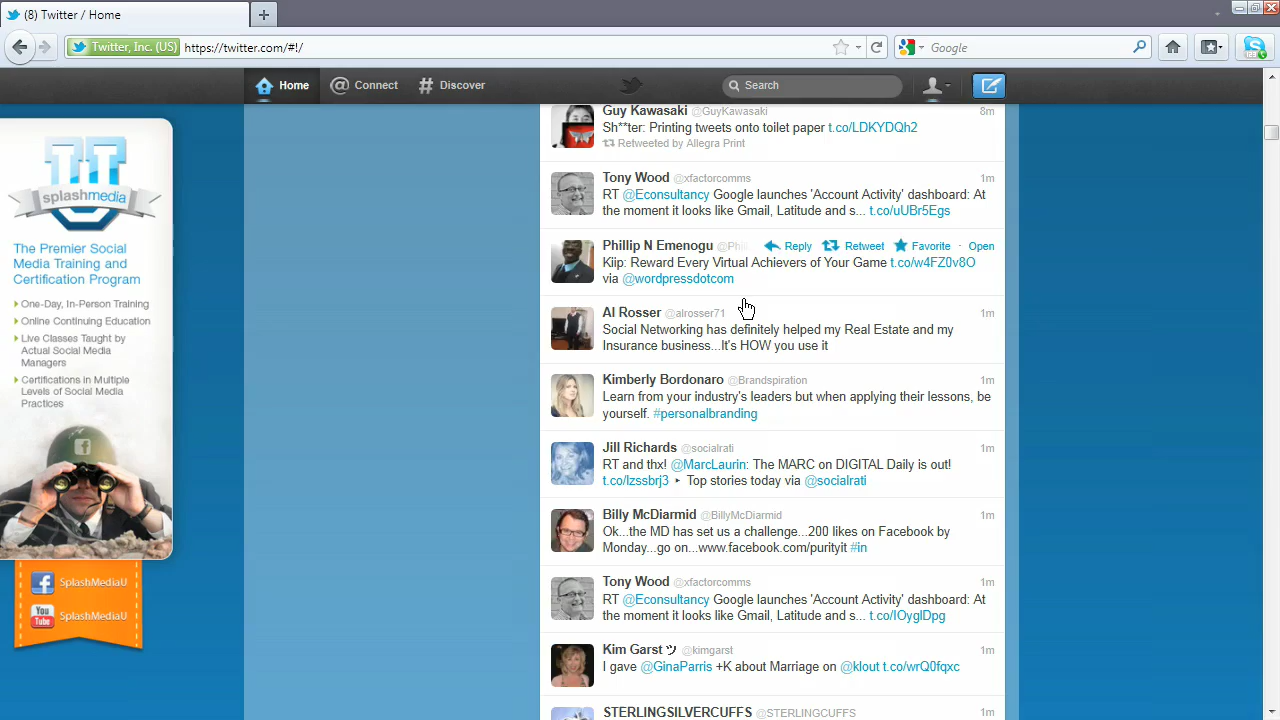 (8) Twitter / Home
Twitter, Inc. (US) https://twitter.com/#!/
Google
Home Connect Discover
Search
UT
splashmedia
The Premier Social
Media Training and
Certification Program
One-Day, In-Person Training
Online Continuing Education
Live Classes Taught by
Actual Social Media
Managers
Certifications in Multiple
Levels of Social Media
Practices
SplashMediaU
You Tube SplashMediaU
Guy Kawasaki @GuyKawasaki 8m
Sh**ter: Printing tweets onto toilet paper t.co/LDKYDQh2
Retweeted by Allegra Print
Tony Wood @xfactorcomms 1m
RT @Econsultancy Google launches 'Account Activity' dashboard: At
the moment it looks like Gmail, Latitude and s... t.co/uUBr5Egs
Phillip N Emenogu @Phil Reply Retweet Favorite · Open
Kiip: Reward Every Virtual Achievers of Your Game t.co/w4FZ0v8O
via @wordpressdotcom
Al Rosser @alrosser71 1m
Social Networking has definitely helped my Real Estate and my
Insurance business...It's HOW you use it
Kimberly Bordonaro @Brandspiration 1m
Learn from your industry's leaders but when applying their lessons, be
yourself. #personalbranding
Jill Richards @socialrati 1m
RT and thx! @MarcLaurin: The MARC on DIGITAL Daily is out!
t.co/lzssbrj3 ▸ Top stories today via @socialrati
Billy McDiarmid @BillyMcDiarmid 1m
Ok...the MD has set us a challenge...200 likes on Facebook by
Monday...go on...www.facebook.com/purityit #in
Tony Wood @xfactorcomms 1m
RT @Econsultancy Google launches 'Account Activity' dashboard: At
the moment it looks like Gmail, Latitude and s... t.co/IOyglDpg
Kim Garst ツ @kimgarst 1m
I gave @GinaParris +K about Marriage on @klout t.co/wrQ0fqxc
STERLINGSILVERCUFFS @STERLINGCUFFS 1m